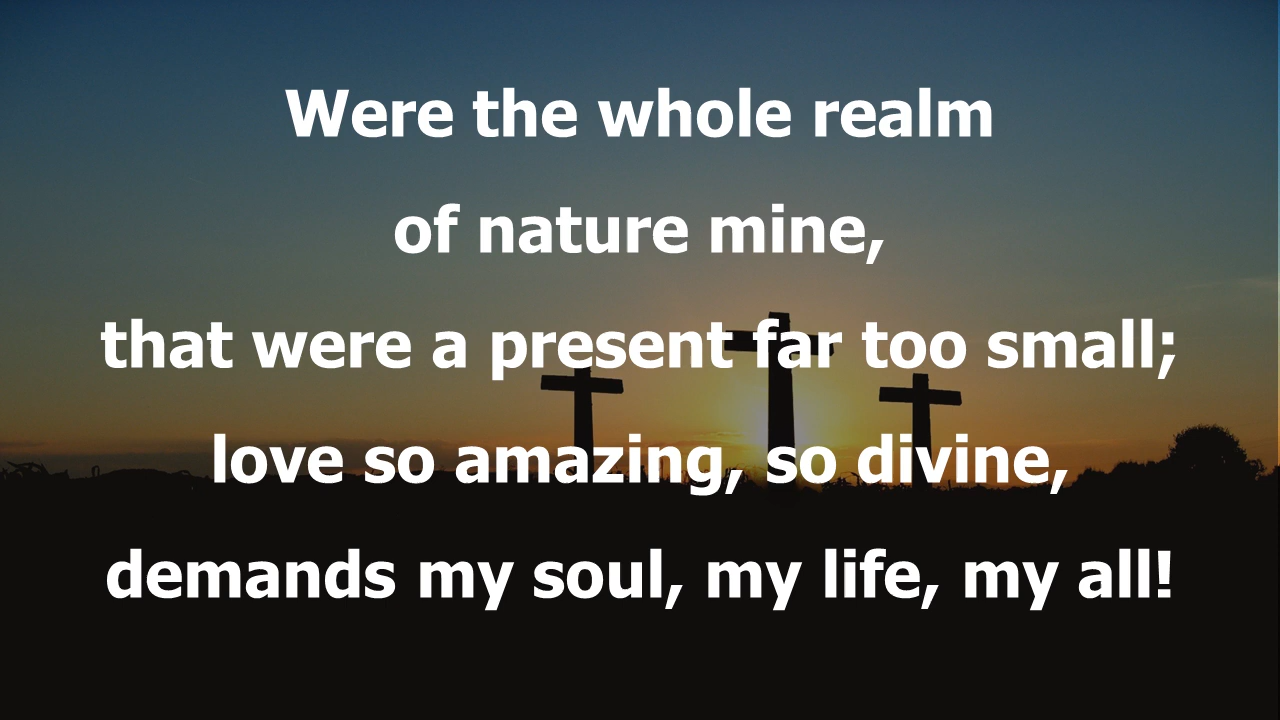 Were the whole realm
of nature mine,
that were a present far too small;
love so amazing, so divine,
demands my soul, my life, my all!